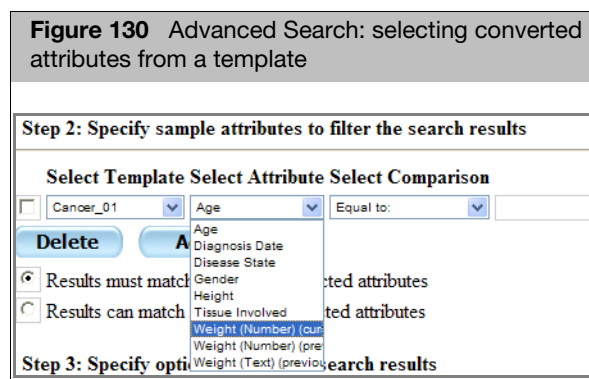 Figure 130 Advanced Search: selecting converted
attributes from a template
Step 2: Specify sample attributes to filter the search results
Select Template Select Attribute Select Comparison
Cancer_01 Age Equal to:
Delete A
Age
Diagnosis Date
Disease State
Gender
Height
Tissue Involved
Weight (Number) (cur
Weight (Number) (pre
Weight (Text) (previou
Results must match cted attributes
Results can match ted attributes
Step 3: Specify opti search results